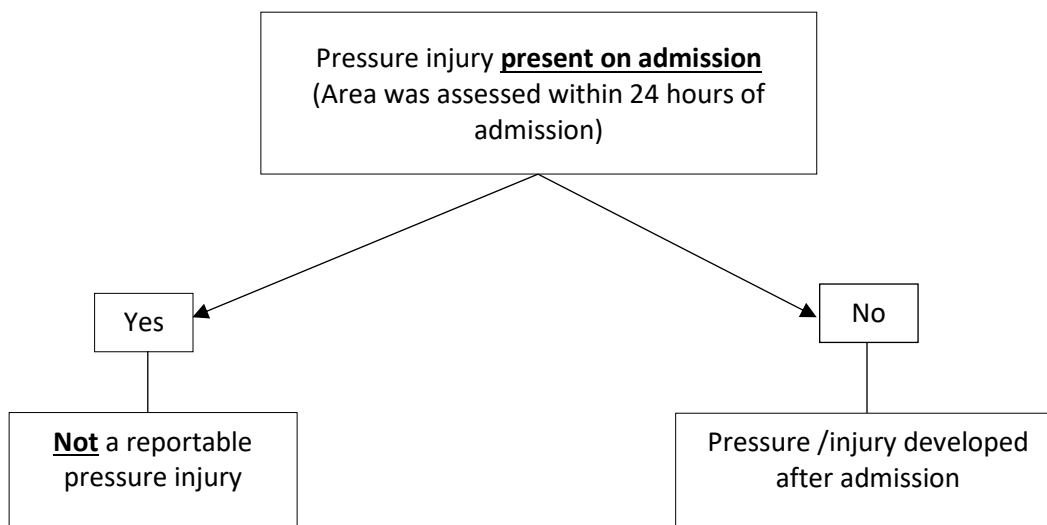 Pressure injury present on admission
(Area was assessed within 24 hours of
admission)
Yes
No
Not a reportable
pressure injury
Pressure /injury developed
after admission